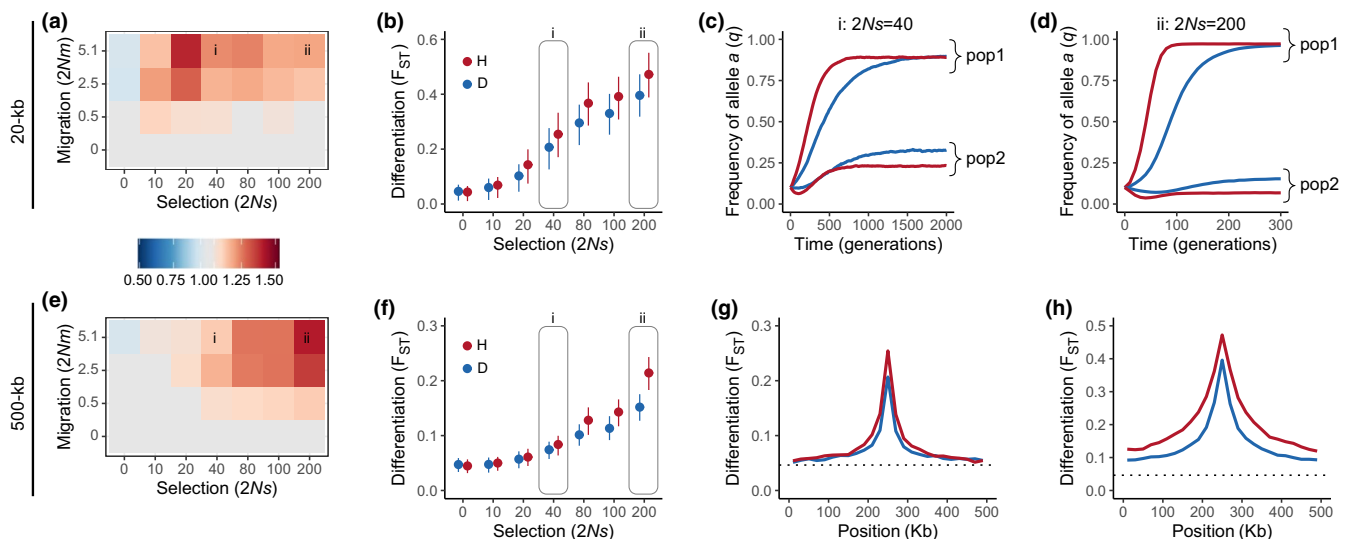 (a)
20-kb
Migration (2Nm)
5.1
2.5
0.5
0
i
ii
0 10 20 40 80 100 200
Selection (2Ns)
(b)
Differentiation (FST)
0.6
0.4
0.2
0.0
H
D
i
ii
0 10 20 40 80 100 200
Selection (2Ns)
(c)
i: 2Ns=40
Frequency of allele a (q)
1.00
0.75
0.50
0.25
0.00
pop1
pop2
0 500 1000 1500 2000
Time (generations)
(d)
ii: 2Ns=200
Frequency of allele a (q)
1.00
0.75
0.50
0.25
0.00
pop1
pop2
0 100 200 300
Time (generations)
0.50 0.75 1.00 1.25 1.50
(e)
500-kb
Migration (2Nm)
5.1
2.5
0.5
0
i
ii
0 10 20 40 80 100 200
Selection (2Ns)
(f)
Differentiation (FST)
0.3
0.2
0.1
0.0
H
D
i
ii
0 10 20 40 80 100 200
Selection (2Ns)
(g)
Differentiation (FST)
0.3
0.2
0.1
0.0
0 100 200 300 400 500
Position (Kb)
(h)
Differentiation (FST)
0.5
0.4
0.3
0.2
0.1
0.0
0 100 200 300 400 500
Position (Kb)